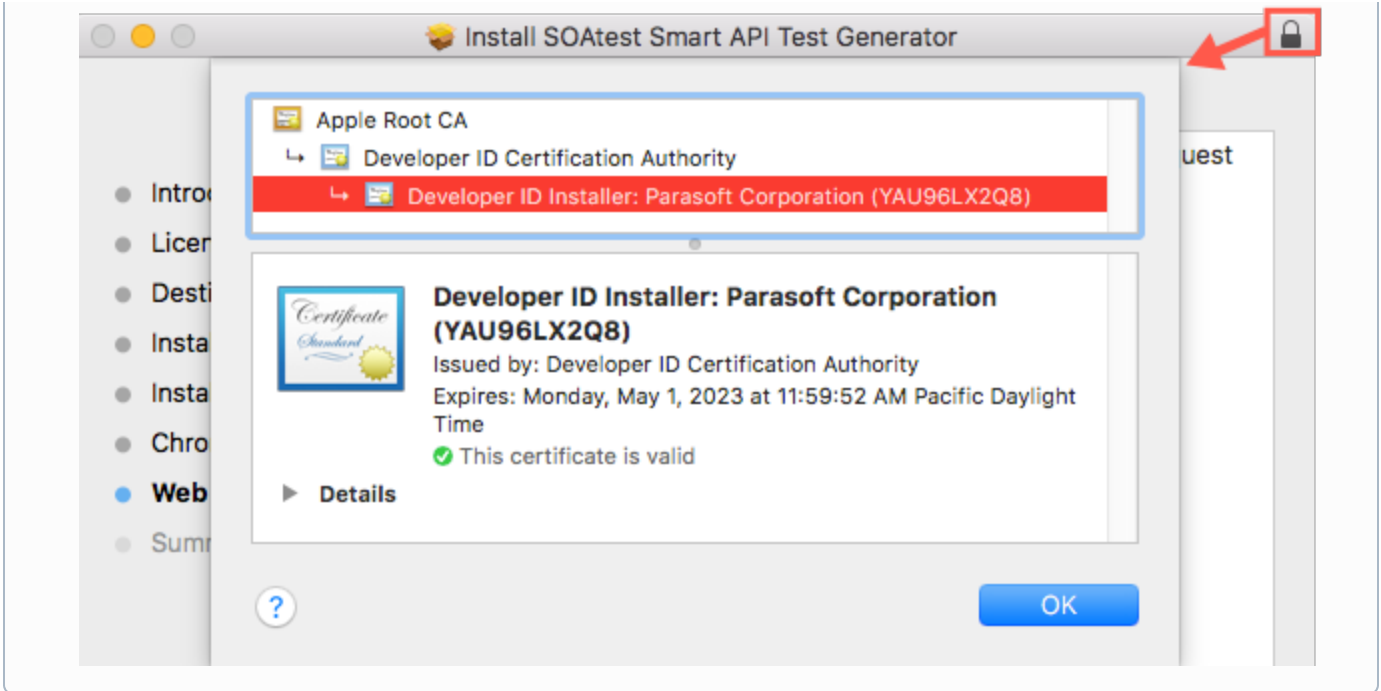 Install SOAtest Smart API Test Generator
Apple Root CA
Developer ID Certification Authority
Developer ID Installer: Parasoft Corporation (YAU96LX2Q8)
uest
Introd
Licen
Desti
Insta
Insta
Chro
Web
Sumr
Certificate
Standard
Developer ID Installer: Parasoft Corporation
(YAU96LX2Q8)
Issued by: Developer ID Certification Authority
Expires: Monday, May 1, 2023 at 11:59:52 AM Pacific Daylight
Time
This certificate is valid
Details
?
OK